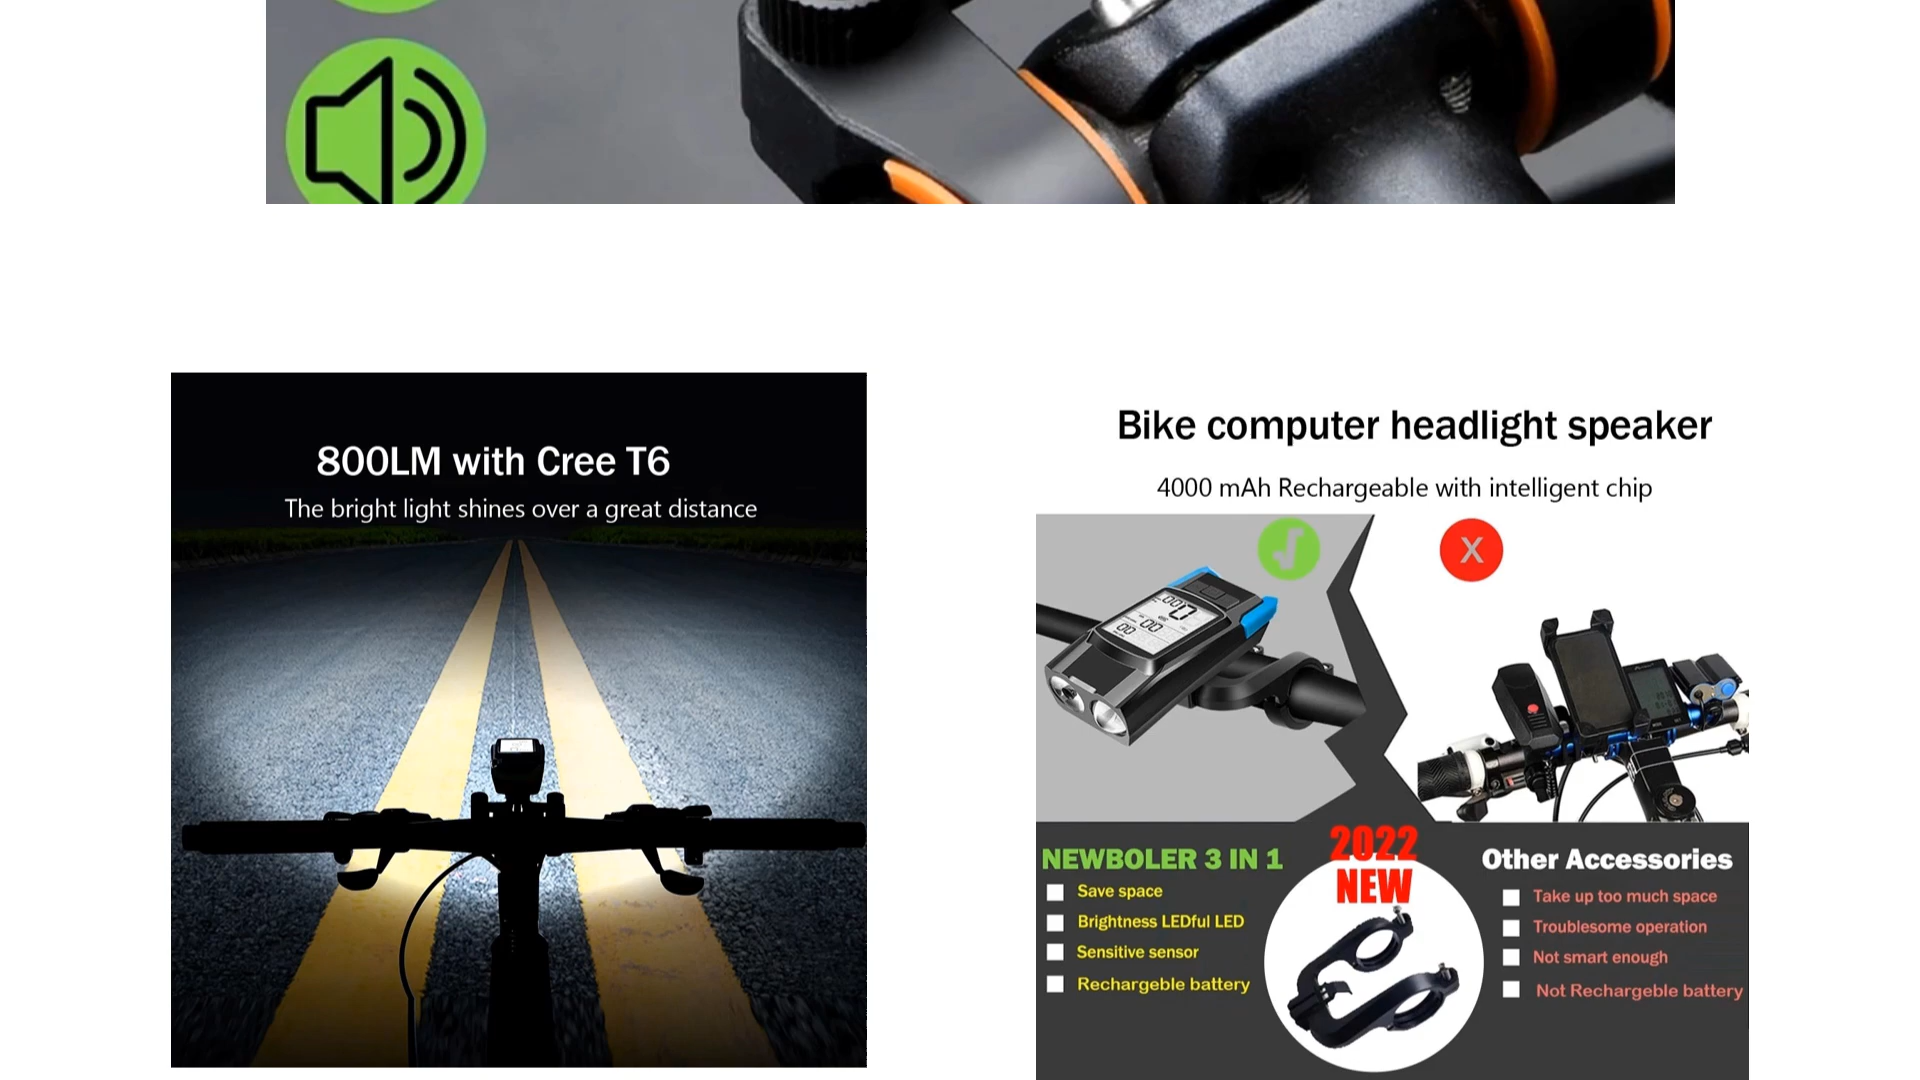 800LM with Cree T6
The bright light shines over a great distance
Bike computer headlight speaker
4000 mAh Rechargeable with intelligent chip
X
2022
NEW
NEWBOLER 3 IN 1
Save space
Brightness LEDful LED
Sensitive sensor
Rechargeble battery
Other Accessories
Take up too much space
Troublesome operation
Not smart enough
Not Rechargeble battery